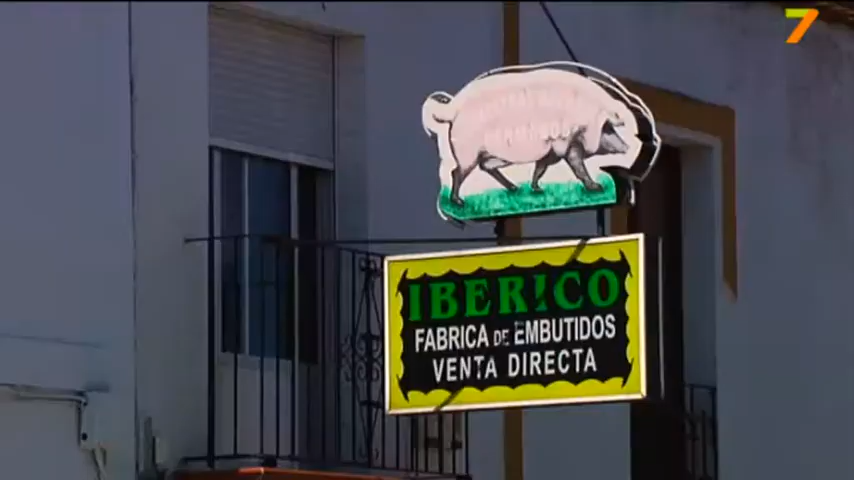 7
IBERICO
FABRICA DE EMBUTIDOS
VENTA DIRECTA